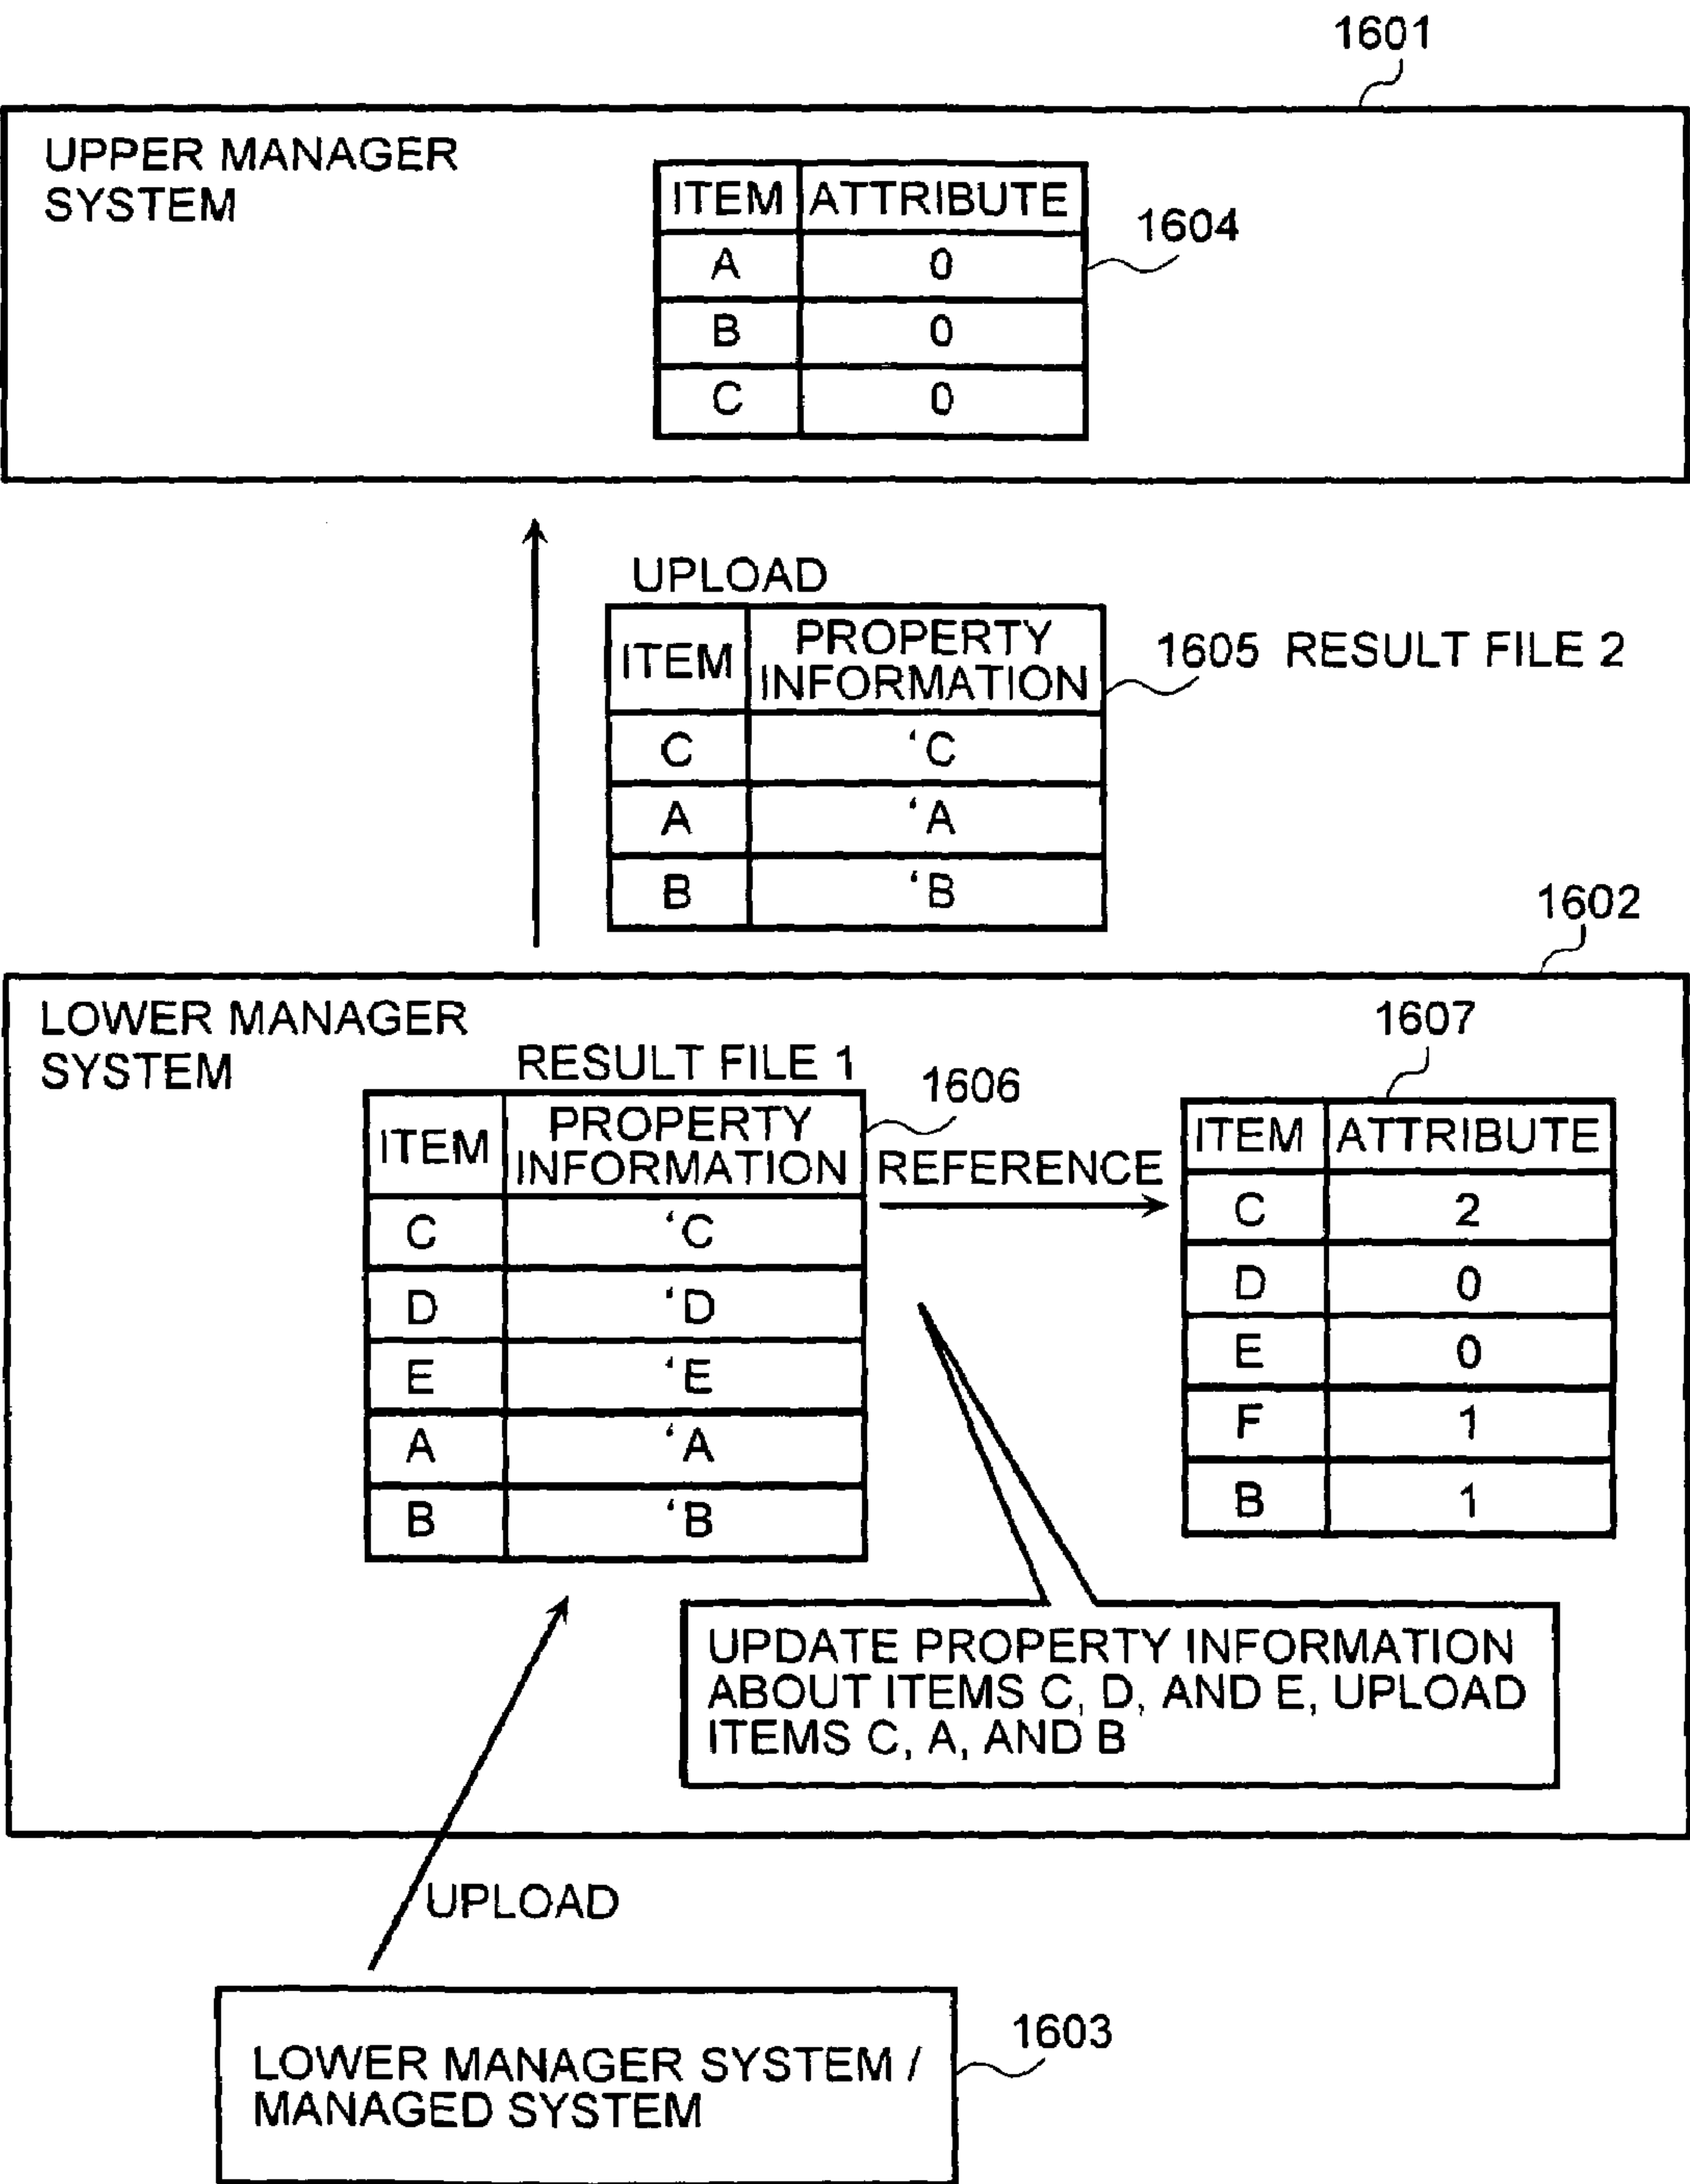 1601
UPPER MANAGER
SYSTEM
ITEM ATTRIBUTE
1604
A 0
B 0
C 0
UPLOAD
ITEM PROPERTY INFORMATION
1605 RESULT FILE 2
C 'C
A 'A
B 'B
1602
LOWER MANAGER
SYSTEM
RESULT FILE 1
1606
1607
ITEM PROPERTY INFORMATION
C 'C
D 'D
E 'E
A 'A
B 'B
REFERENCE
ITEM ATTRIBUTE
C 2
D 0
E 0
F 1
B 1
UPDATE PROPERTY INFORMATION
ABOUT ITEMS C, D, AND E, UPLOAD
ITEMS C, A, AND B
UPLOAD
1603
LOWER MANAGER SYSTEM /
MANAGED SYSTEM